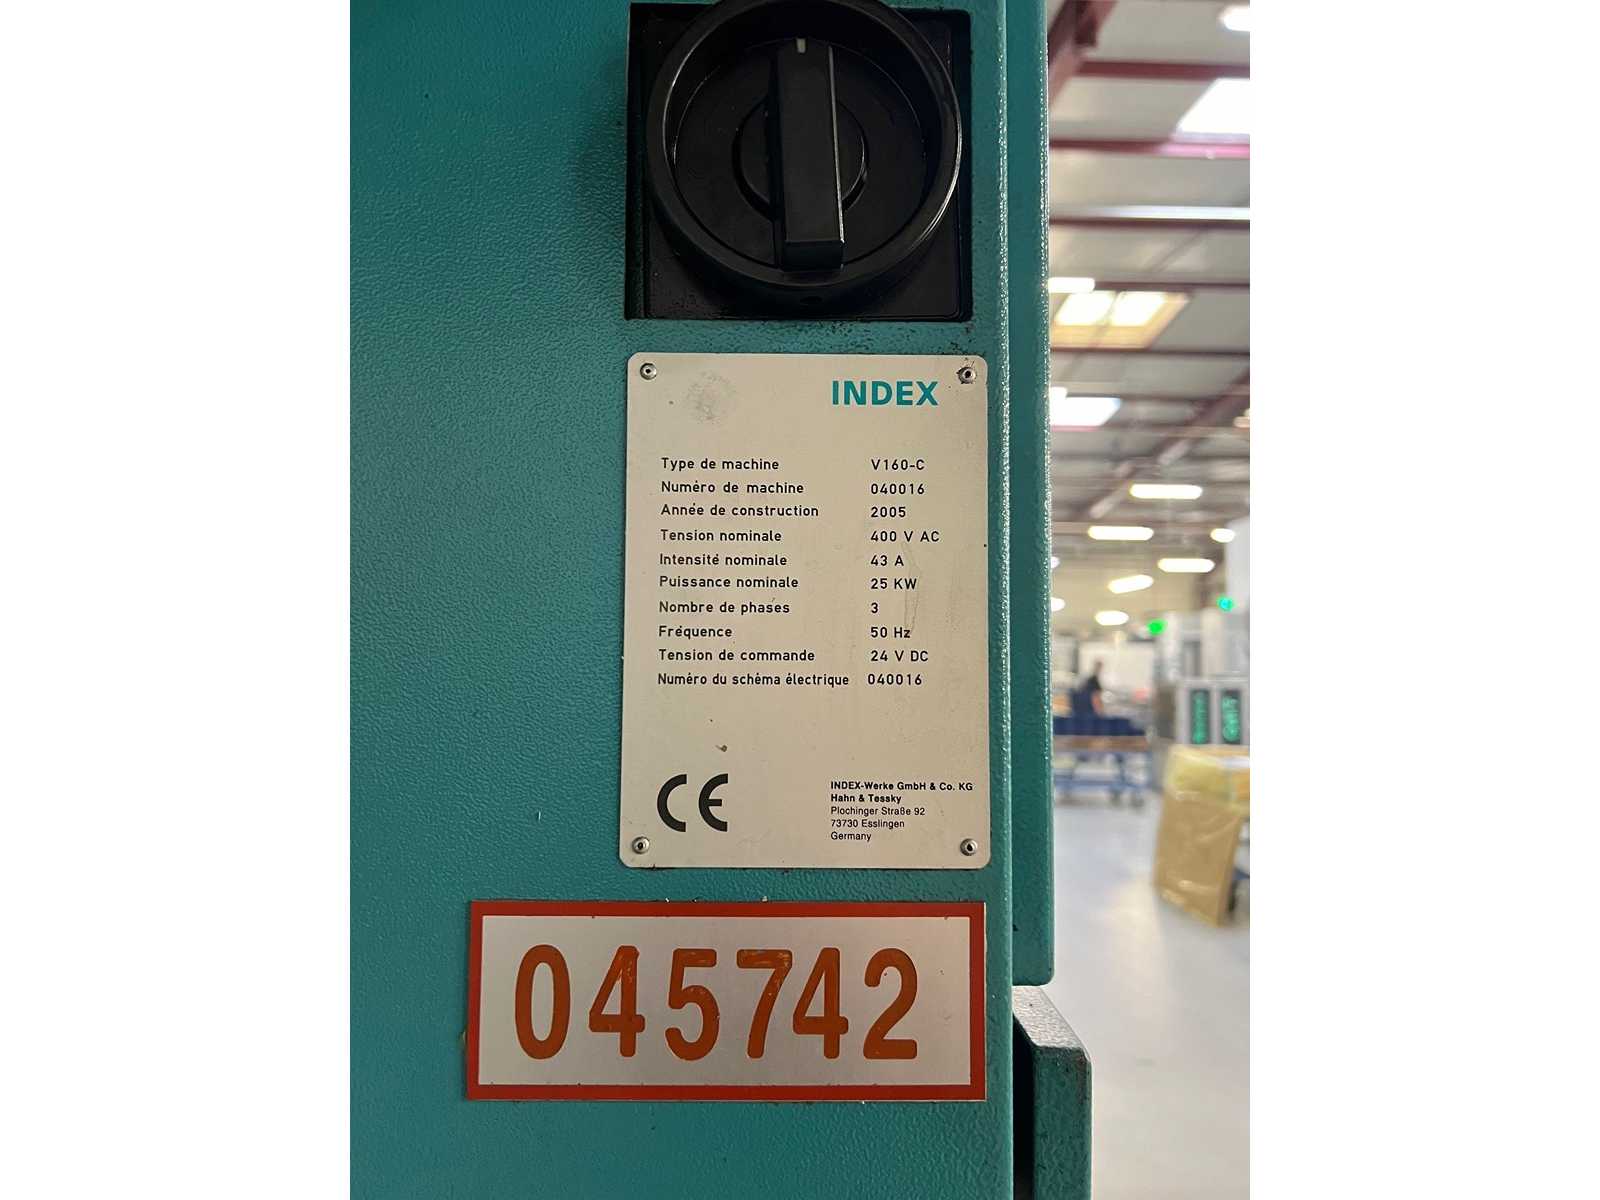 INDEX
Type de machine V160-C
Numéro de machine 040016
Année de construction 2005
Tension nominale 400 V AC
Intensité nominale 43 A
Puissance nominale 25 KW
Nombre de phases 3
Fréquence 50 Hz
Tension de commande 24 V DC
Numéro du schèma électrique 040016
CE
INDEX-Werke GmbH & Co. KG
Hahn & Tessky
Plochinger Straße 92
73730 Esslingen
Germany
045742